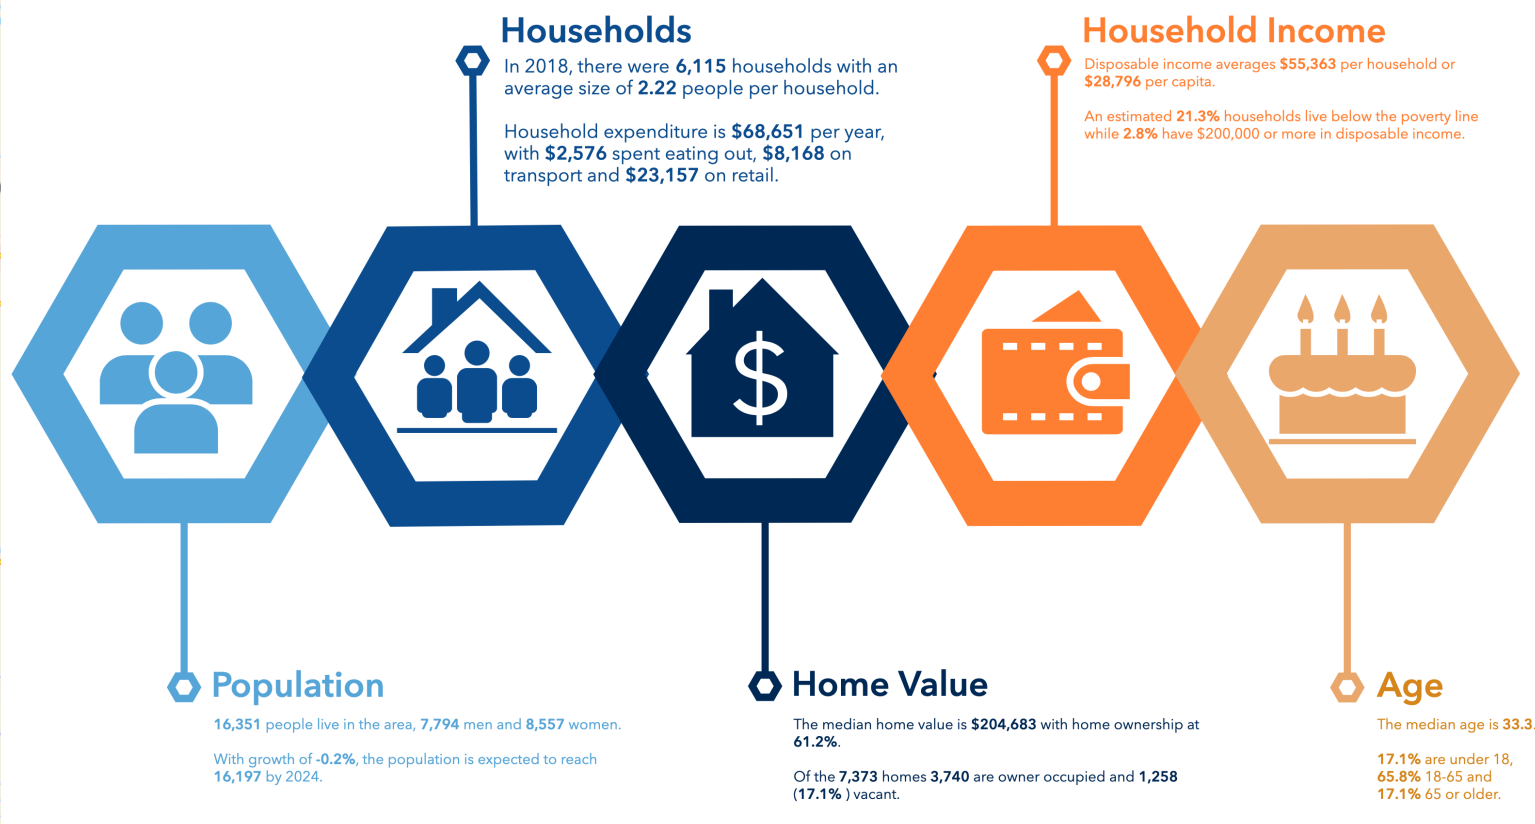 Households
In 2018, there were 6,115 households with an
average size of 2.22 people per household.
Household expenditure is $68,651 per year,
with $2,576 spent eating out, $8,168 on
transport and $23,157 on retail.
Household Income
Disposable income averages $55,363 per household or
$28,796 per capita.
An estimated 21.3% households live below the poverty line
while 2.8% have $200,000 or more in disposable income.
$
Population
16,351 people live in the area, 7,794 men and 8,557 women.
With growth of -0.2%, the population is expected to reach
16,197 by 2024.
Home Value
The median home value is $204,683 with home ownership at
61.2%.
Of the 7,373 homes 3,740 are owner occupied and 1,258
(17.1% ) vacant.
Age
The median age is 33.3.
17.1% are under 18,
65.8% 18-65 and
17.1% 65 or older.